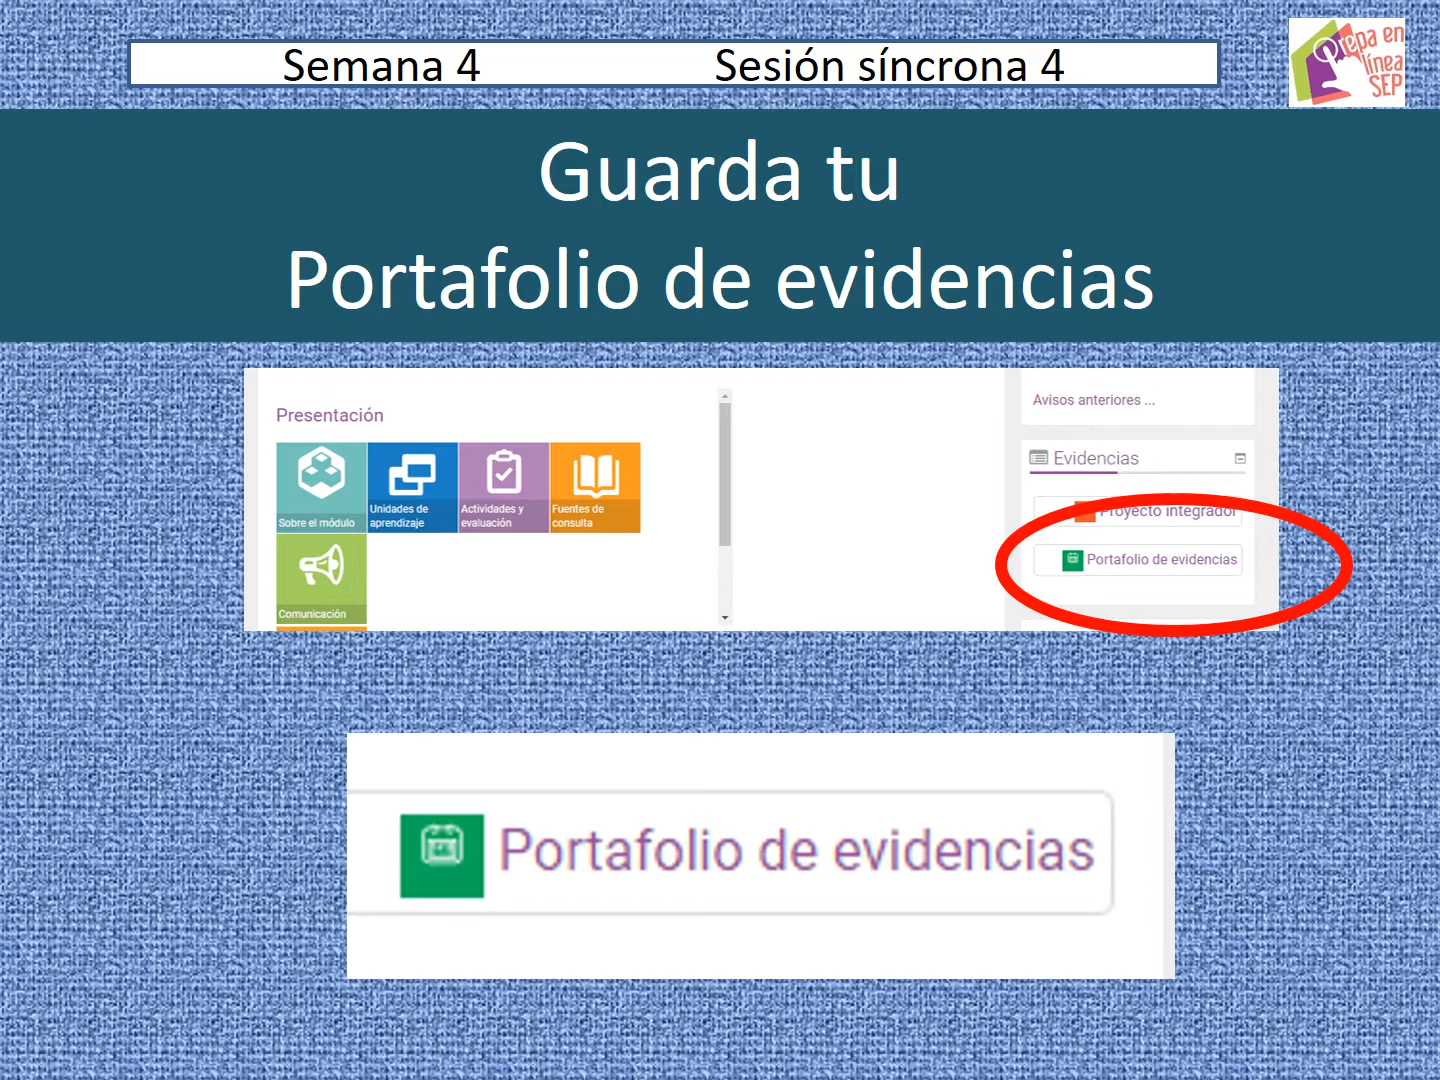 Semana 4 Sesión síncrona 4
Prepa en
línea
SEP
Guarda tu
Portafolio de evidencias
Presentación
Sobre el módulo
Unidades de
aprendizaje
Actividades y
evaluación
Fuentes de
consulta
Comunicación
Avisos anteriores ...
Evidencias
Proyecto integrador
Portafolio de evidencias
Portafolio de evidencias